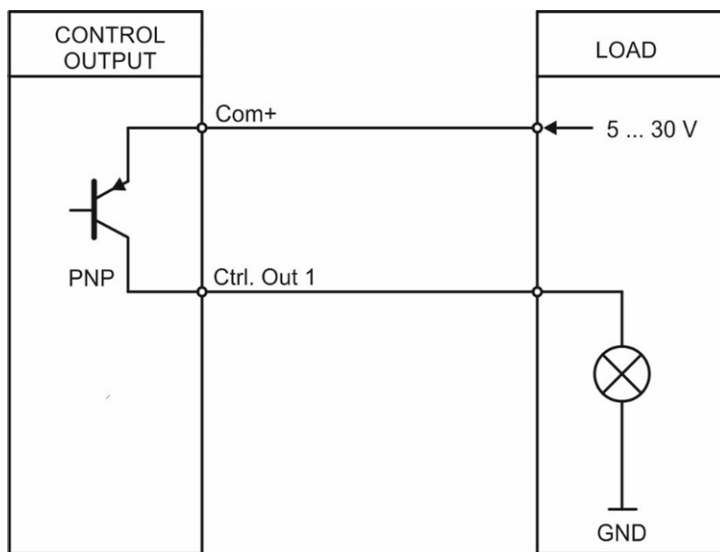 CONTROL
OUTPUT
LOAD
Com+
5 ... 30 V
PNP
Ctrl. Out 1
GND